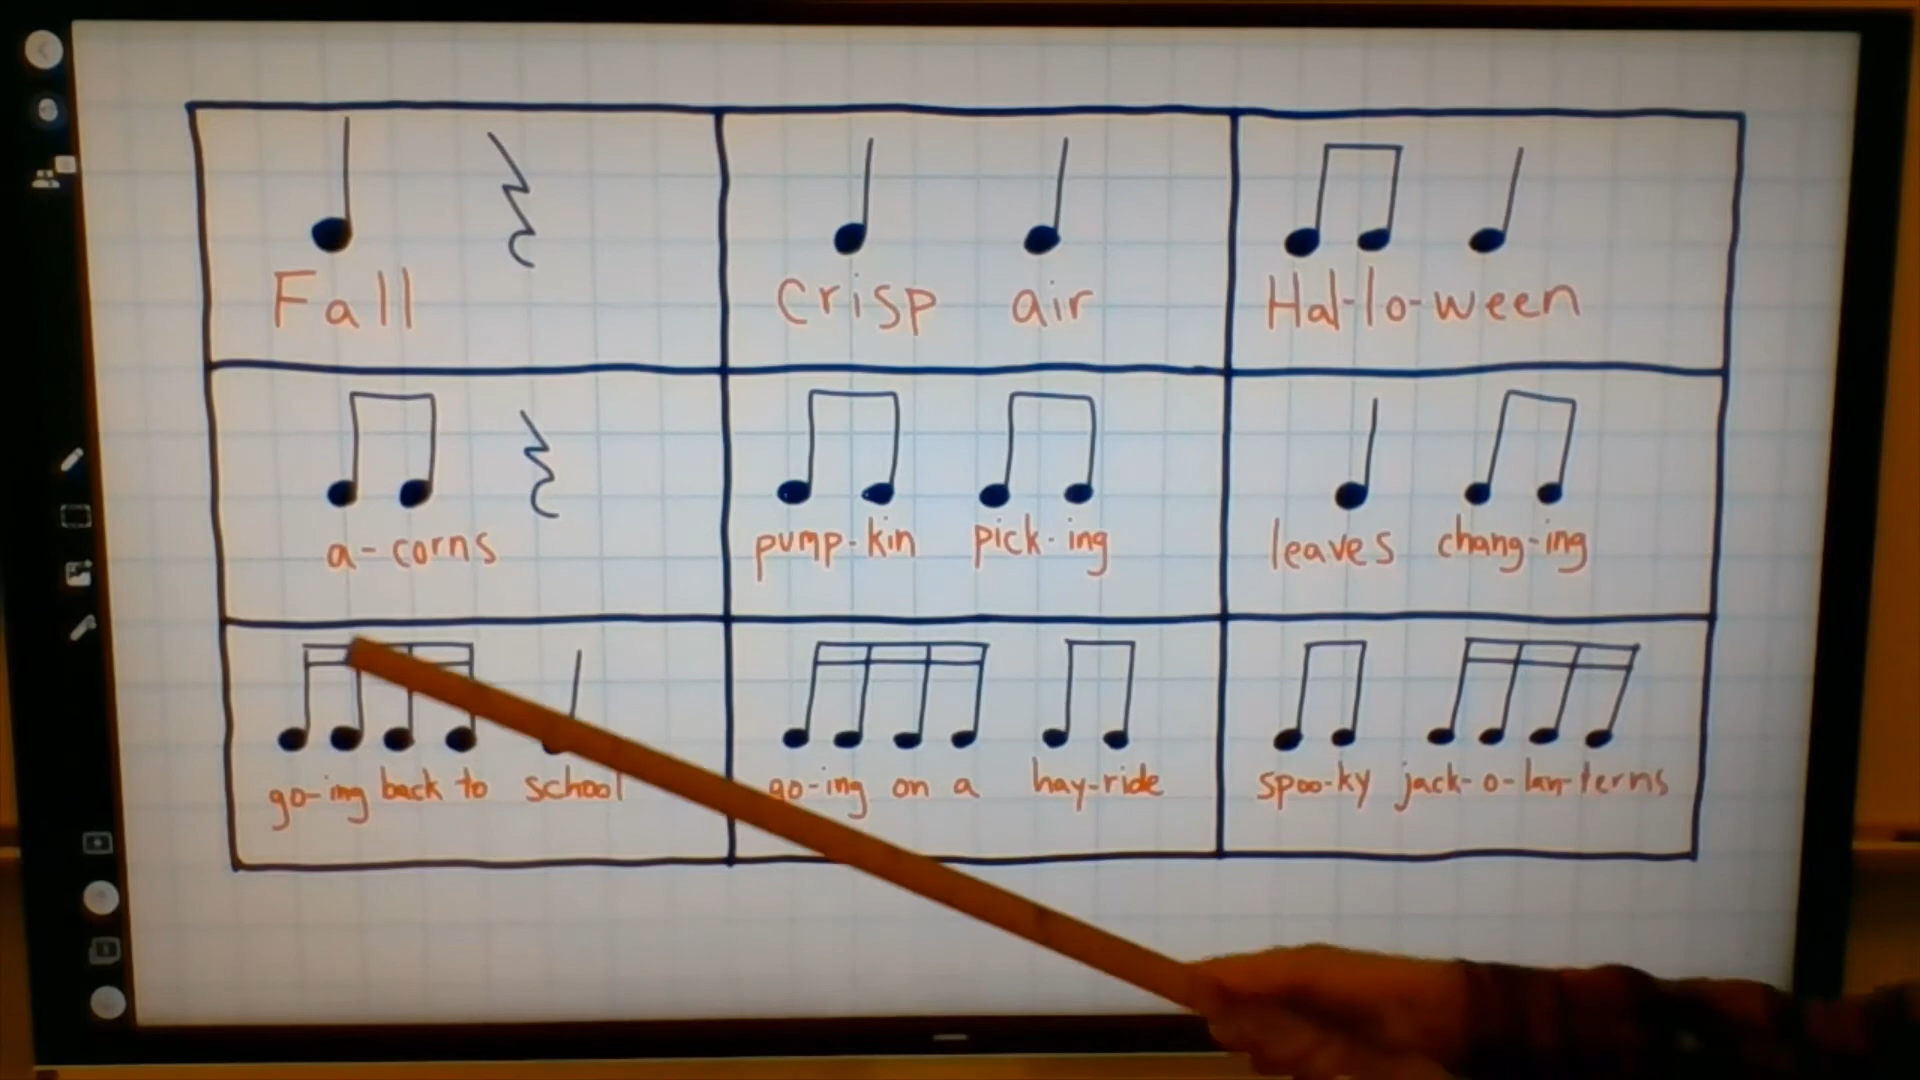 Fall
Crisp air
Hal-lo-ween
a-corns
pump-kin pick-ing
leaves chang-ing
go-ing back to school
go-ing on a hay-ride
spoo-ky jack-o-lan-terns